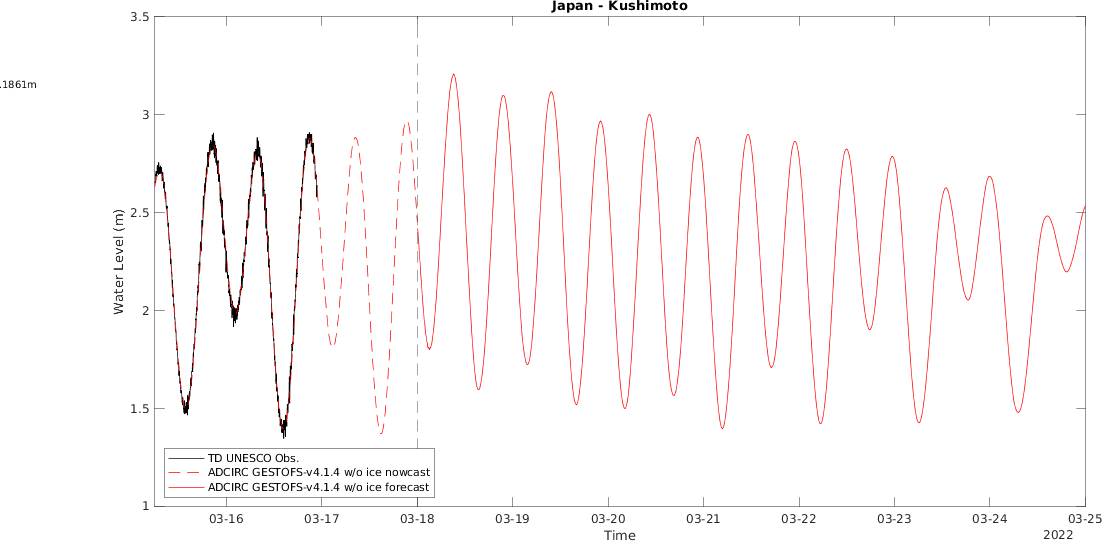 Japan - Kushimoto
.1861m
3.5
3
2.5
2
1.5
1
Water Level (m)
TD UNESCO Obs.
ADCIRC GESTOFS-v4.1.4 w/o ice nowcast
ADCIRC GESTOFS-v4.1.4 w/o ice forecast
03-16 03-17 03-18 03-19 03-20 03-21 03-22 03-23 03-24 03-25
Time
2022